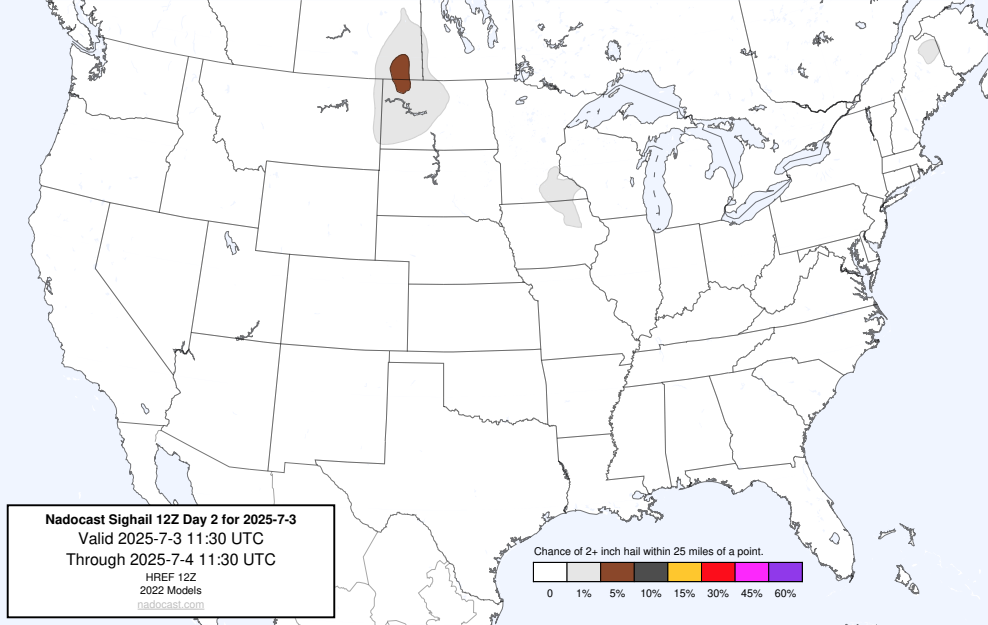 Nadocast Sighail 12Z Day 2 for 2025-7-3
Valid 2025-7-3 11:30 UTC
Through 2025-7-4 11:30 UTC
HREF 12Z
2022 Models
nadocast.com
Chance of 2+ inch hail within 25 miles of a point.
0 1% 5% 10% 15% 30% 45% 60%